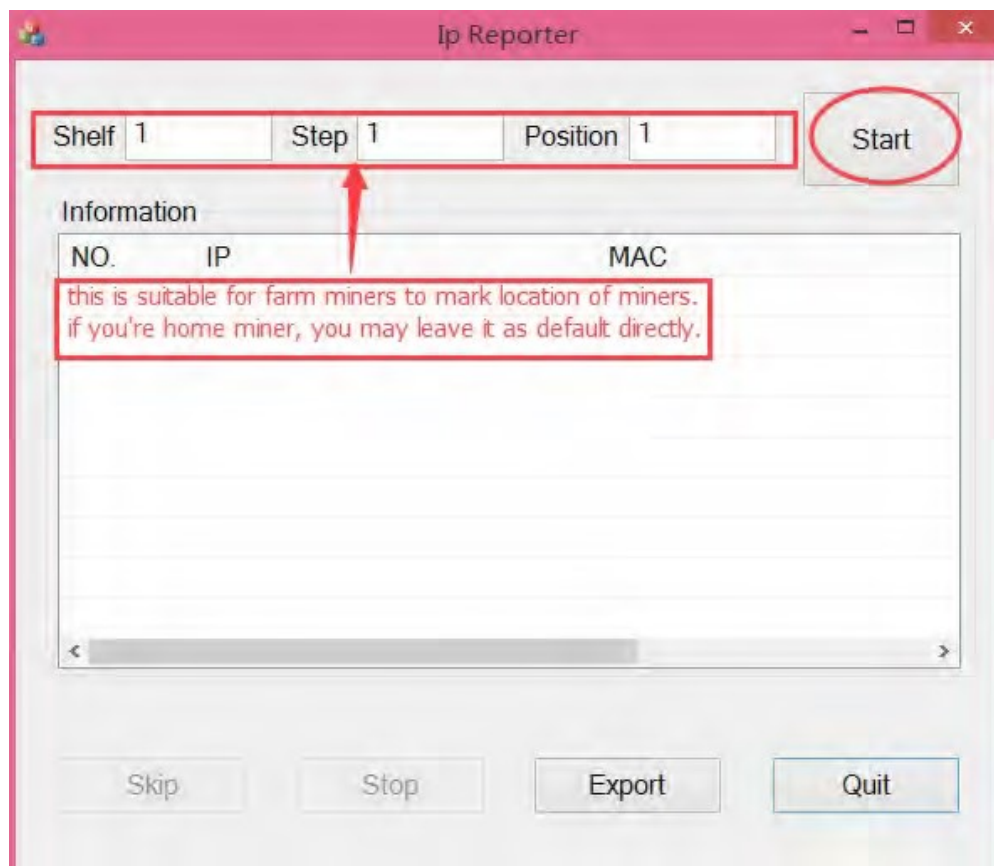 Ip Reporter
Shelf 1 Step 1 Position 1 Start
Information
NO. IP MAC
this is suitable for farm miners to mark location of miners.
if you're home miner, you may leave it as default directly.
Skip Stop Export Quit